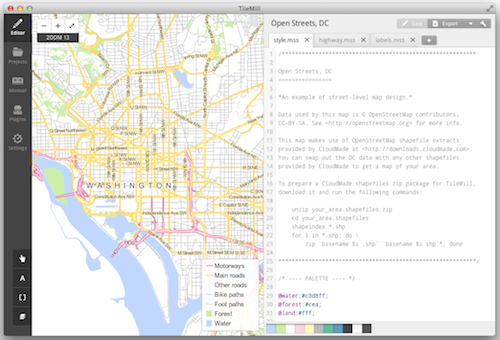 TileMill
Editor
Projects
Manual
Plugins
Settings
ZOOM 13
WASHINGTON
Constitution Ave NW
Independence Ave SW
Motorways
Main roads
Other roads
Bike paths
Foot paths
Forest
Water
Open Streets, DC
Save
Export
style.mss
highway.mss
labels.mss
1 /****************************************************
2
3 Open Streets, DC
4 ================
5
6 *An example of street-level map design.*
7
8 Data used by this map is © OpenStreetMap contributors,
9 CC-BY-SA. See <http://openstreetmap.org> for more info.
10
11 This map makes use of OpenStreetMap shapefile extracts
12 provided by CloudMade at <http://downloads.cloudmade.com>.
13 You can swap out the DC data with any other shapefiles
14 provided by CloudMade to get a map of your area.
15
16 To prepare a CloudMade shapefiles zip package for TileMill,
17 download it and run the following commands:
18
19 unzip your_area.shapefiles.zip
20 cd your_area.shapefiles
21 shapeindex *.shp
22 for i in *.shp; do \
23 zip `basename $i .shp` `basename $i shp`*; done
24
25 *****************************************************/
26
27 /* ---- PALETTE ---- */
28
29 @water:#c0d8ff;
30 @forest:#cea;
31 @land:#fff;